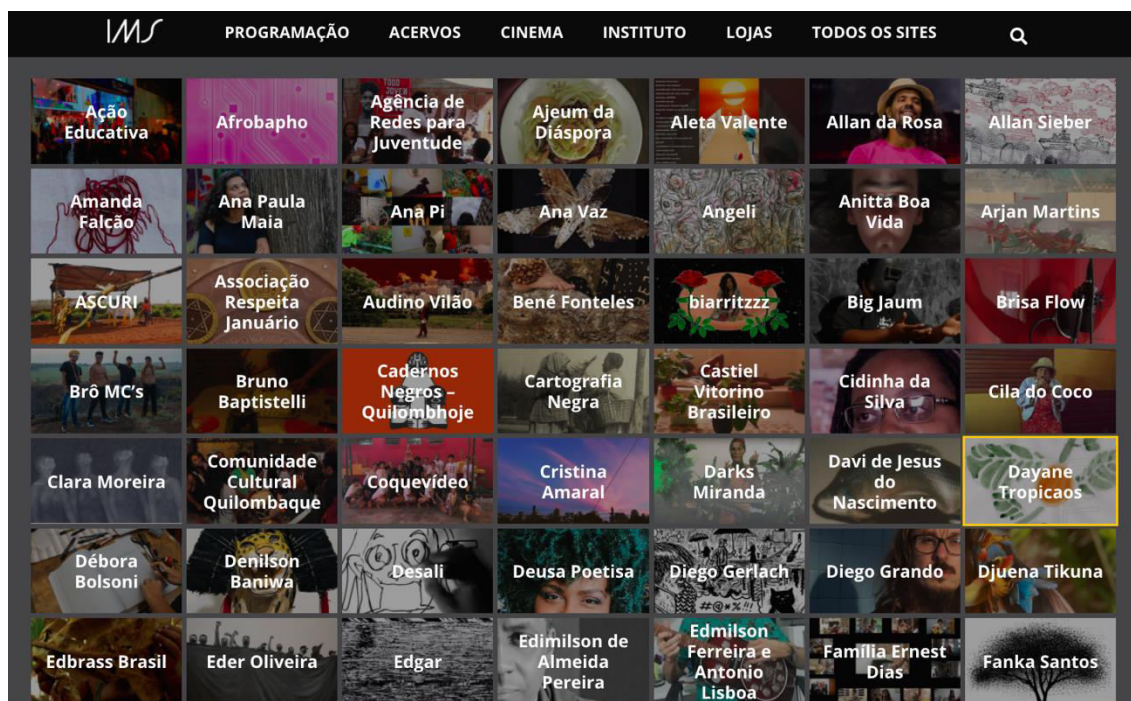 IMS PROGRAMAÇÃO ACERVOS CINEMA INSTITUTO LOJAS TODOS OS SITES
Ação
Educativa
Afrobapho
Agência de
Redes para
Juventude
Ajeum da
Diáspora
Aleta Valente
Allan da Rosa
Allan Sieber
Amanda
Falcão
Ana Paula
Maia
Ana Pi
Ana Vaz
Angeli
Anitta Boa
Vida
Arjan Martins
ASCURI
Associação
Respeita
Januário
Audino Vilão
Bené Fonteles
biarritzzz
Big Jaum
Brisa Flow
Brô MC's
Bruno
Baptistelli
Cadernos
Negros –
Quilombhoje
Cartografia
Negra
Castiel
Vitorino
Brasileiro
Cidinha da
Silva
Cila do Coco
Clara Moreira
Comunidade
Cultural
Quilombaque
Coquevídeo
Cristina
Amaral
Darks
Miranda
Davi de Jesus
do
Nascimento
Dayane
Tropicaos
Débora
Bolsoni
Denilson
Baniwa
Desali
Deusa Poetisa
Diego Gerlach
#@*%!!
Diego Grando
Djuena Tikuna
Edbrass Brasil
Eder Oliveira
Edgar
Edimilson de
Almeida
Pereira
Edmilson
Ferreira e
Antonio
Lisboa
Família Ernest
Dias
Fanka Santos